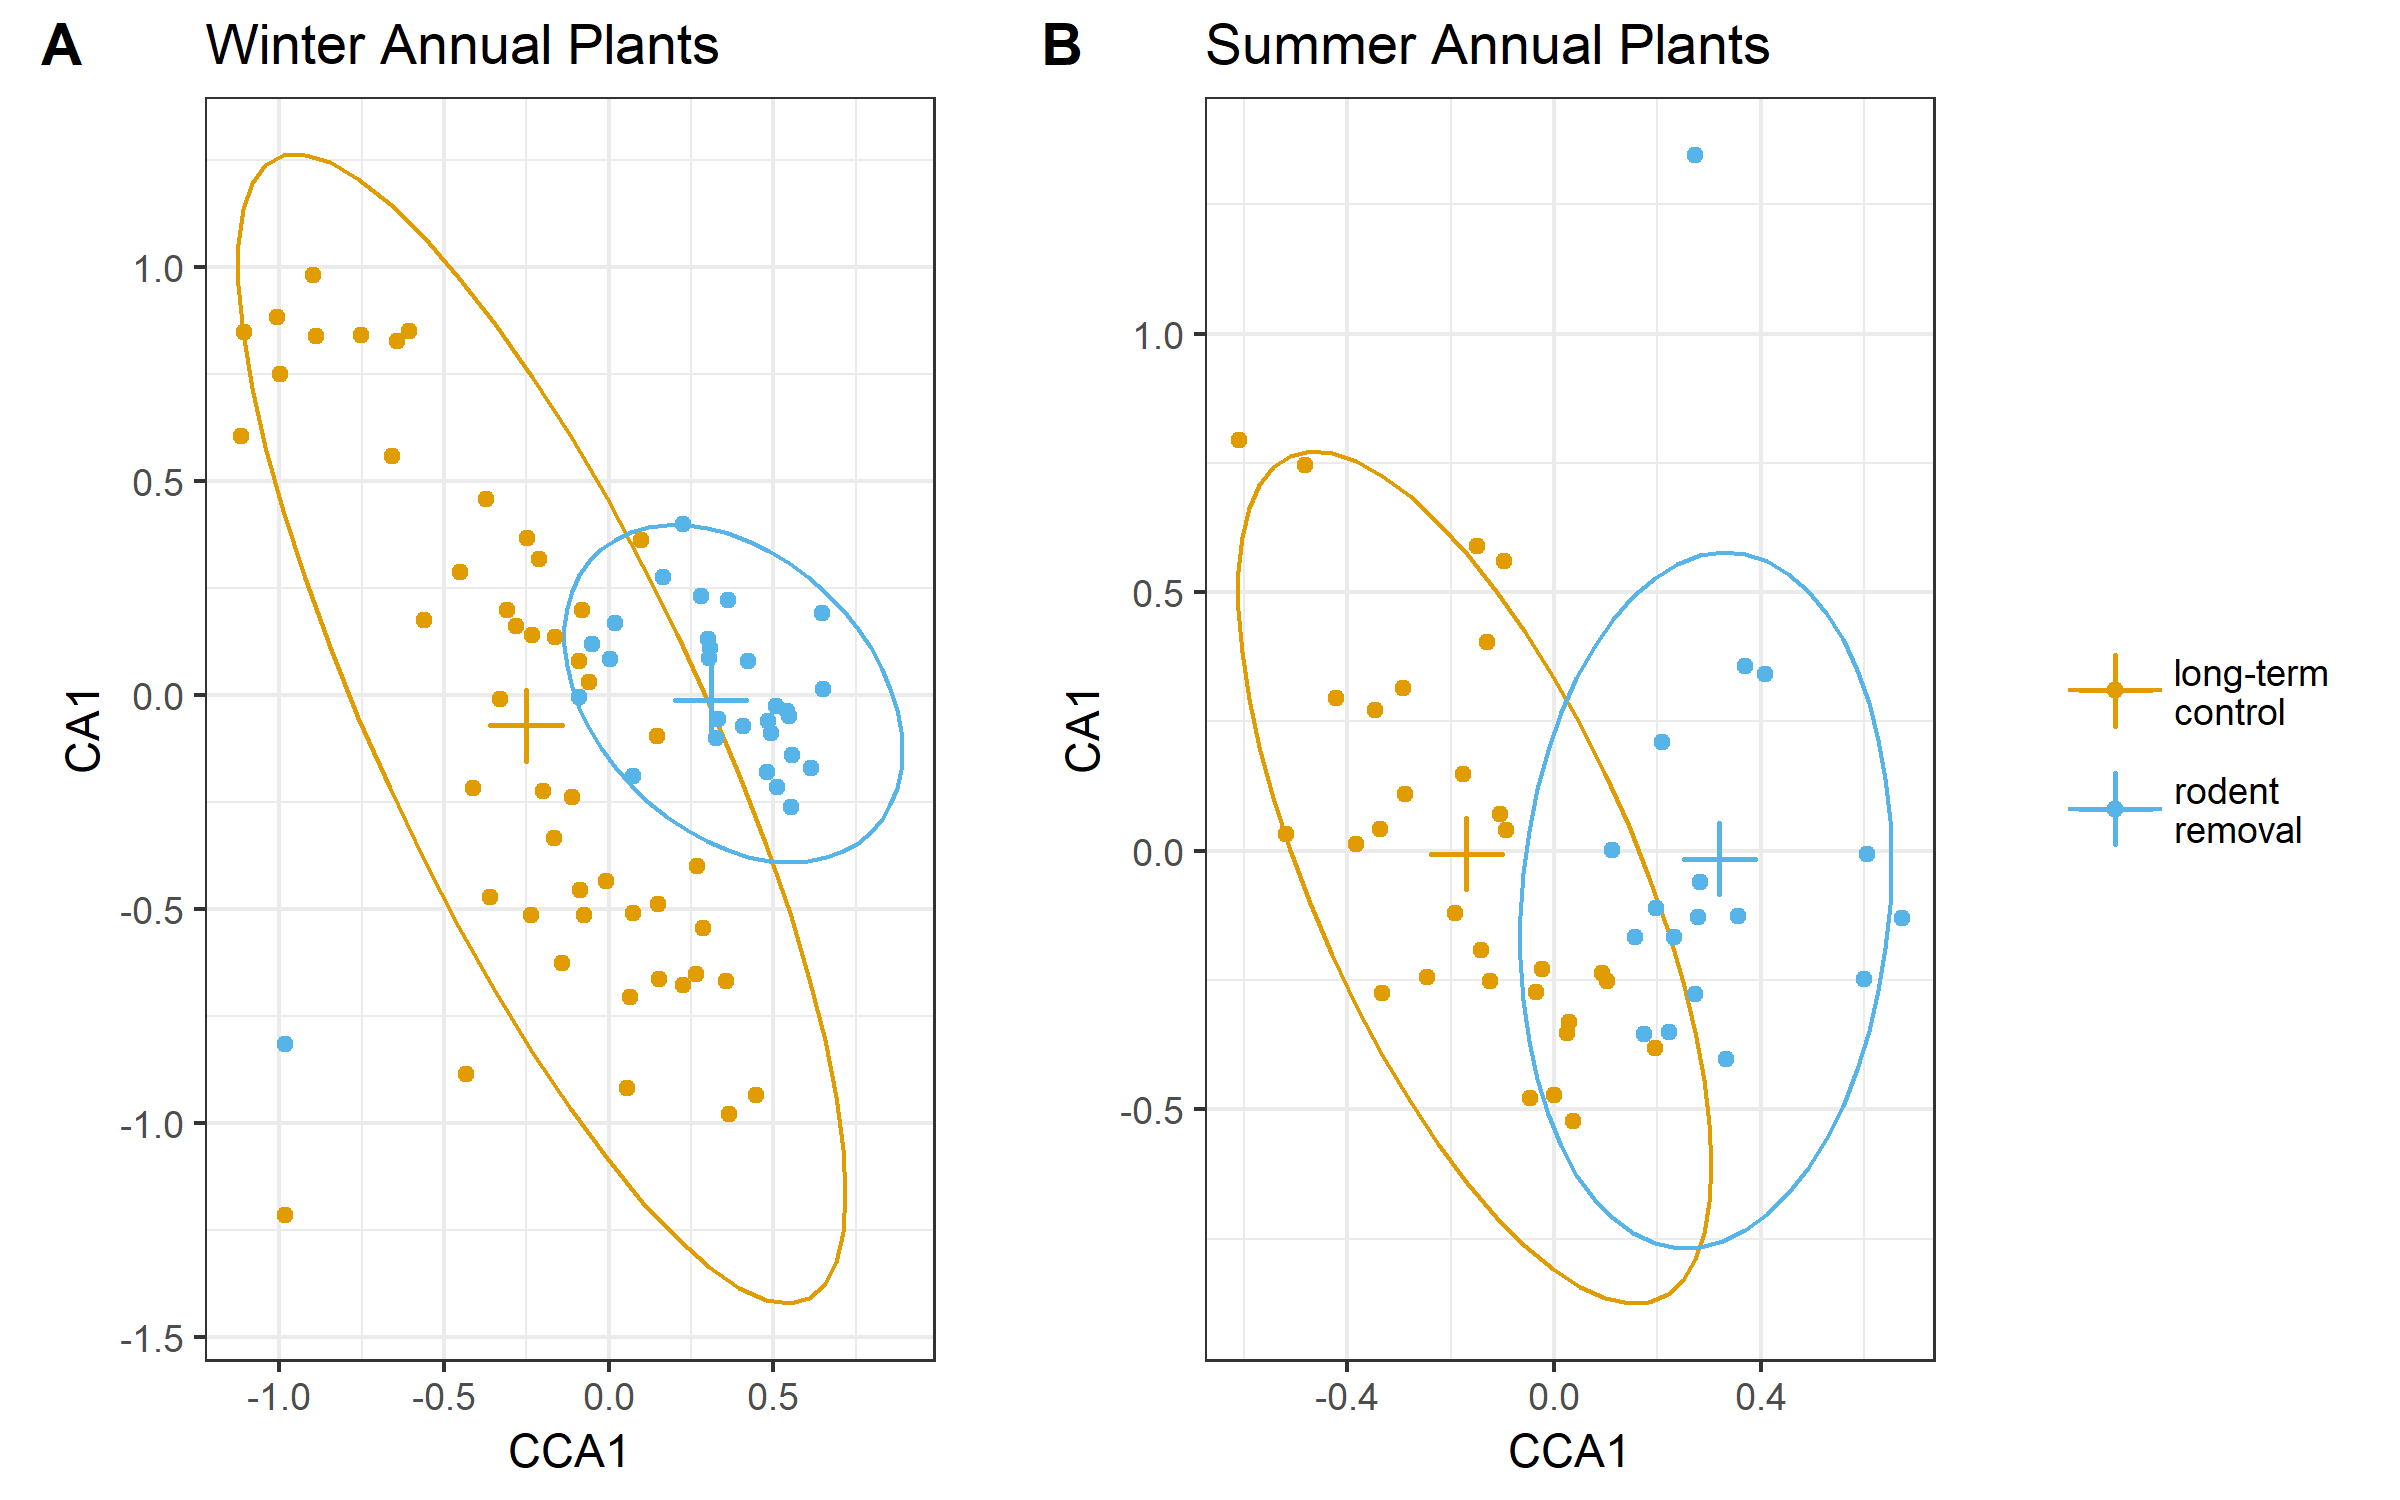 A Winter Annual Plants
B Summer Annual Plants
CA1
1.0
0.5
0.0
-0.5
-1.0
-1.5
-1.0 -0.5 0.0 0.5
CCA1
CA1
1.0
0.5
0.0
-0.5
-0.4 0.0 0.4
CCA1
long-term
control
rodent
removal